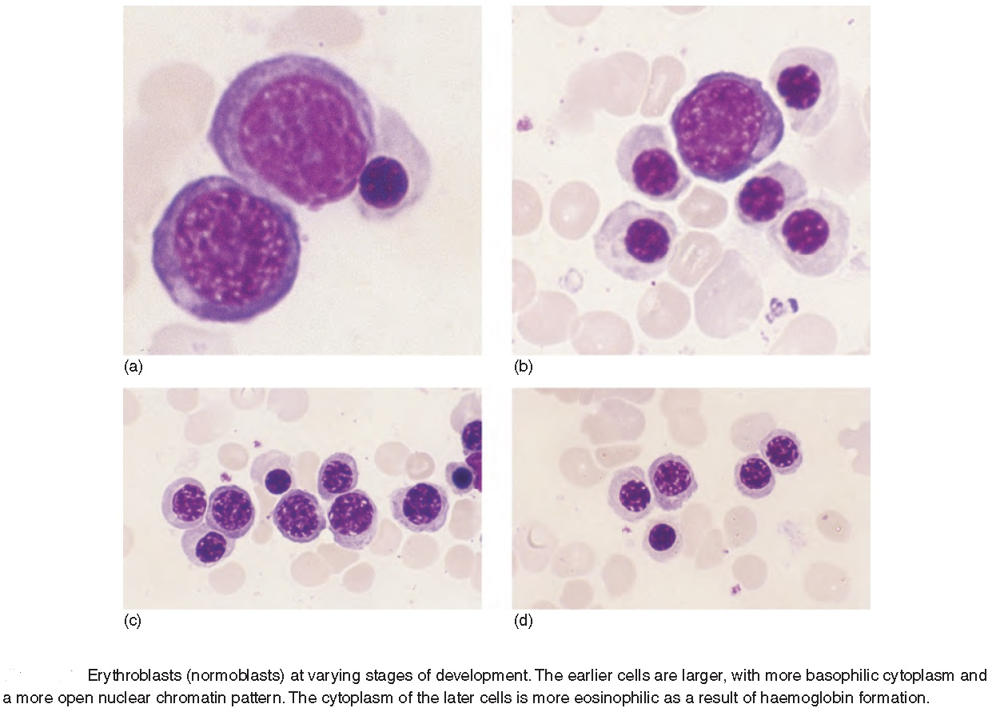 (a)
(b)
(c)
(d)
Erythroblasts (normoblasts) at varying stages of development. The earlier cells are larger, with more basophilic cytoplasm and
a more open nuclear chromatin pattern. The cytoplasm of the later cells is more eosinophilic as a result of haemoglobin formation.